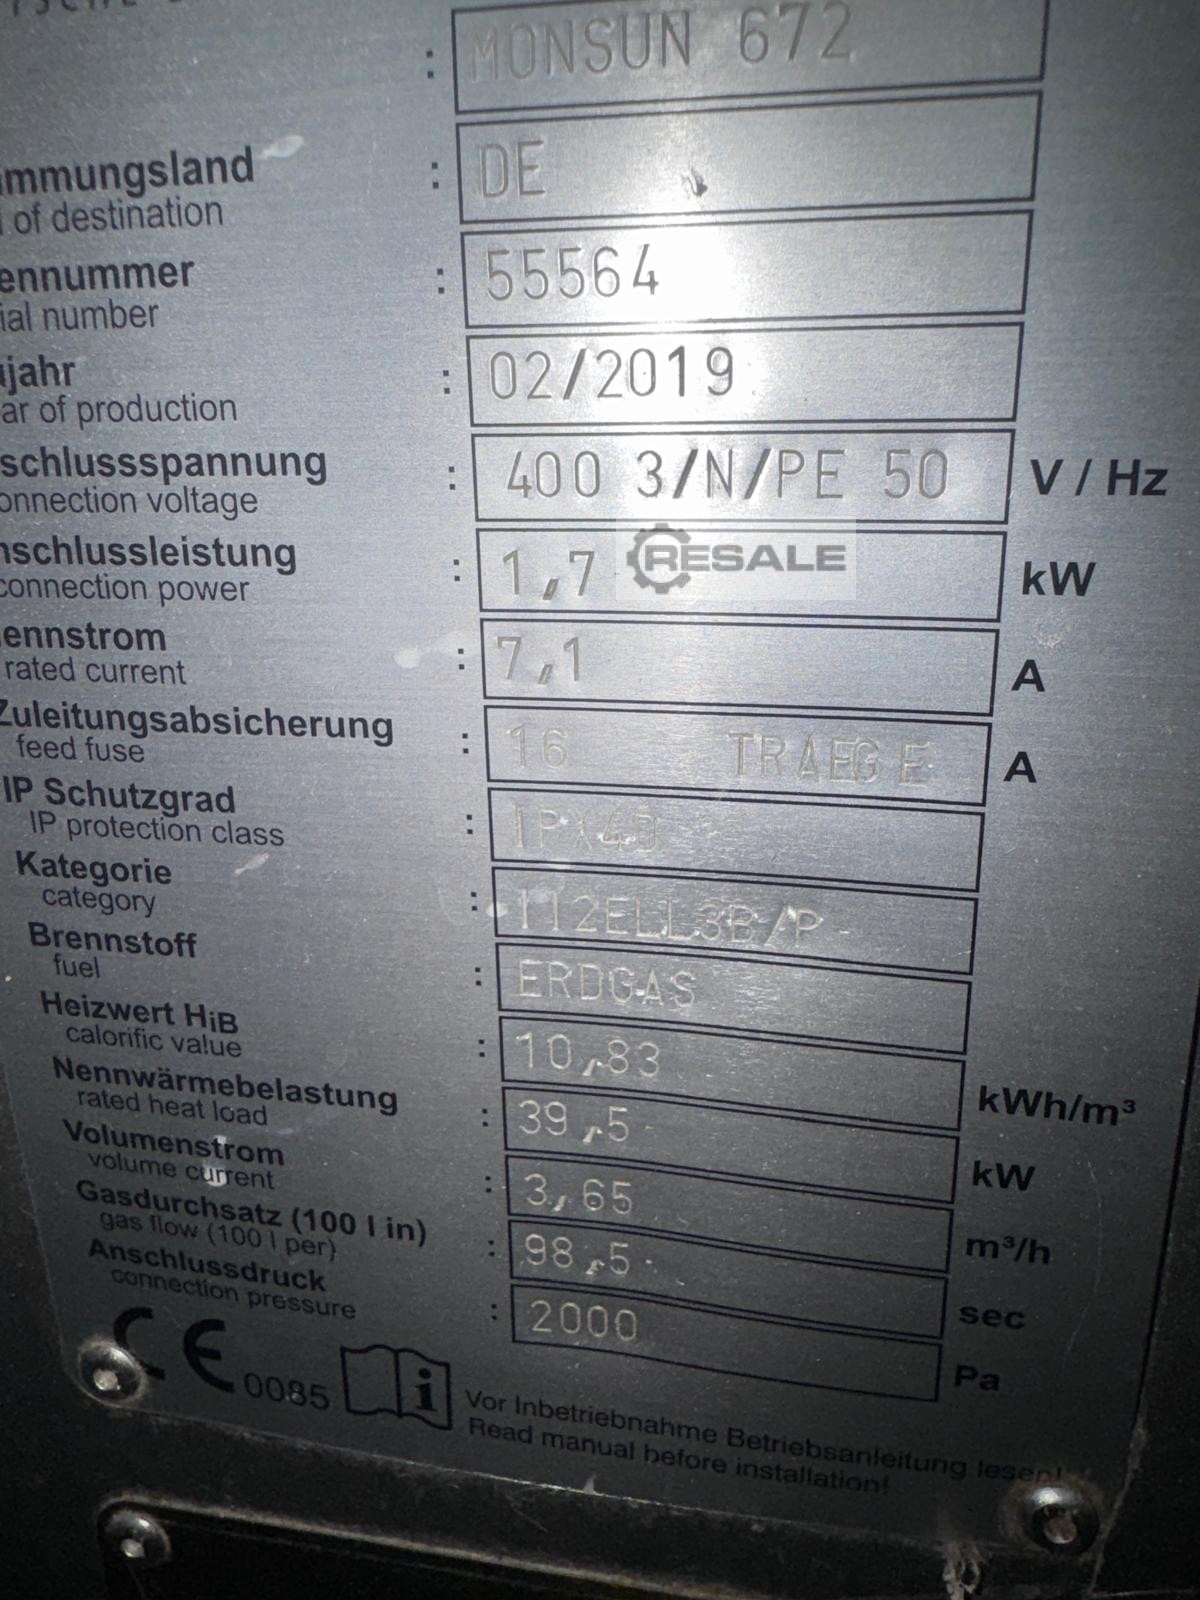 : MONSUN 672
mmungsland : DE
of destination
ennummer : 55564
ial number
jahr : 02/2019
ar of production
schlussspannung : 400 3/N/PE 50 V / Hz
onnection voltage
nschlussleistung : 1,7 kW
connection power
RESALE
ennstrom : 7,1 A
rated current
Zuleitungsabsicherung : 16 TRAEGE A
feed fuse
IP Schutzgrad : IPX4D
IP protection class
Kategorie : II2ELL3B/P
category
Brennstoff : ERDGAS
fuel
Heizwert HiB : 10,83 kWh/m³
calorific value
Nennwärmebelastung : 39,5 kW
rated heat load
Volumenstrom : 3,65 m³/h
volume current
Gasdurchsatz (100 l in) : 98,5 sec
gas flow (100 l per)
Anschlussdruck : 2000 Pa
connection pressure
CE 0085 i Vor Inbetriebnahme Betriebsanleitung lesen!
Read manual before installation!